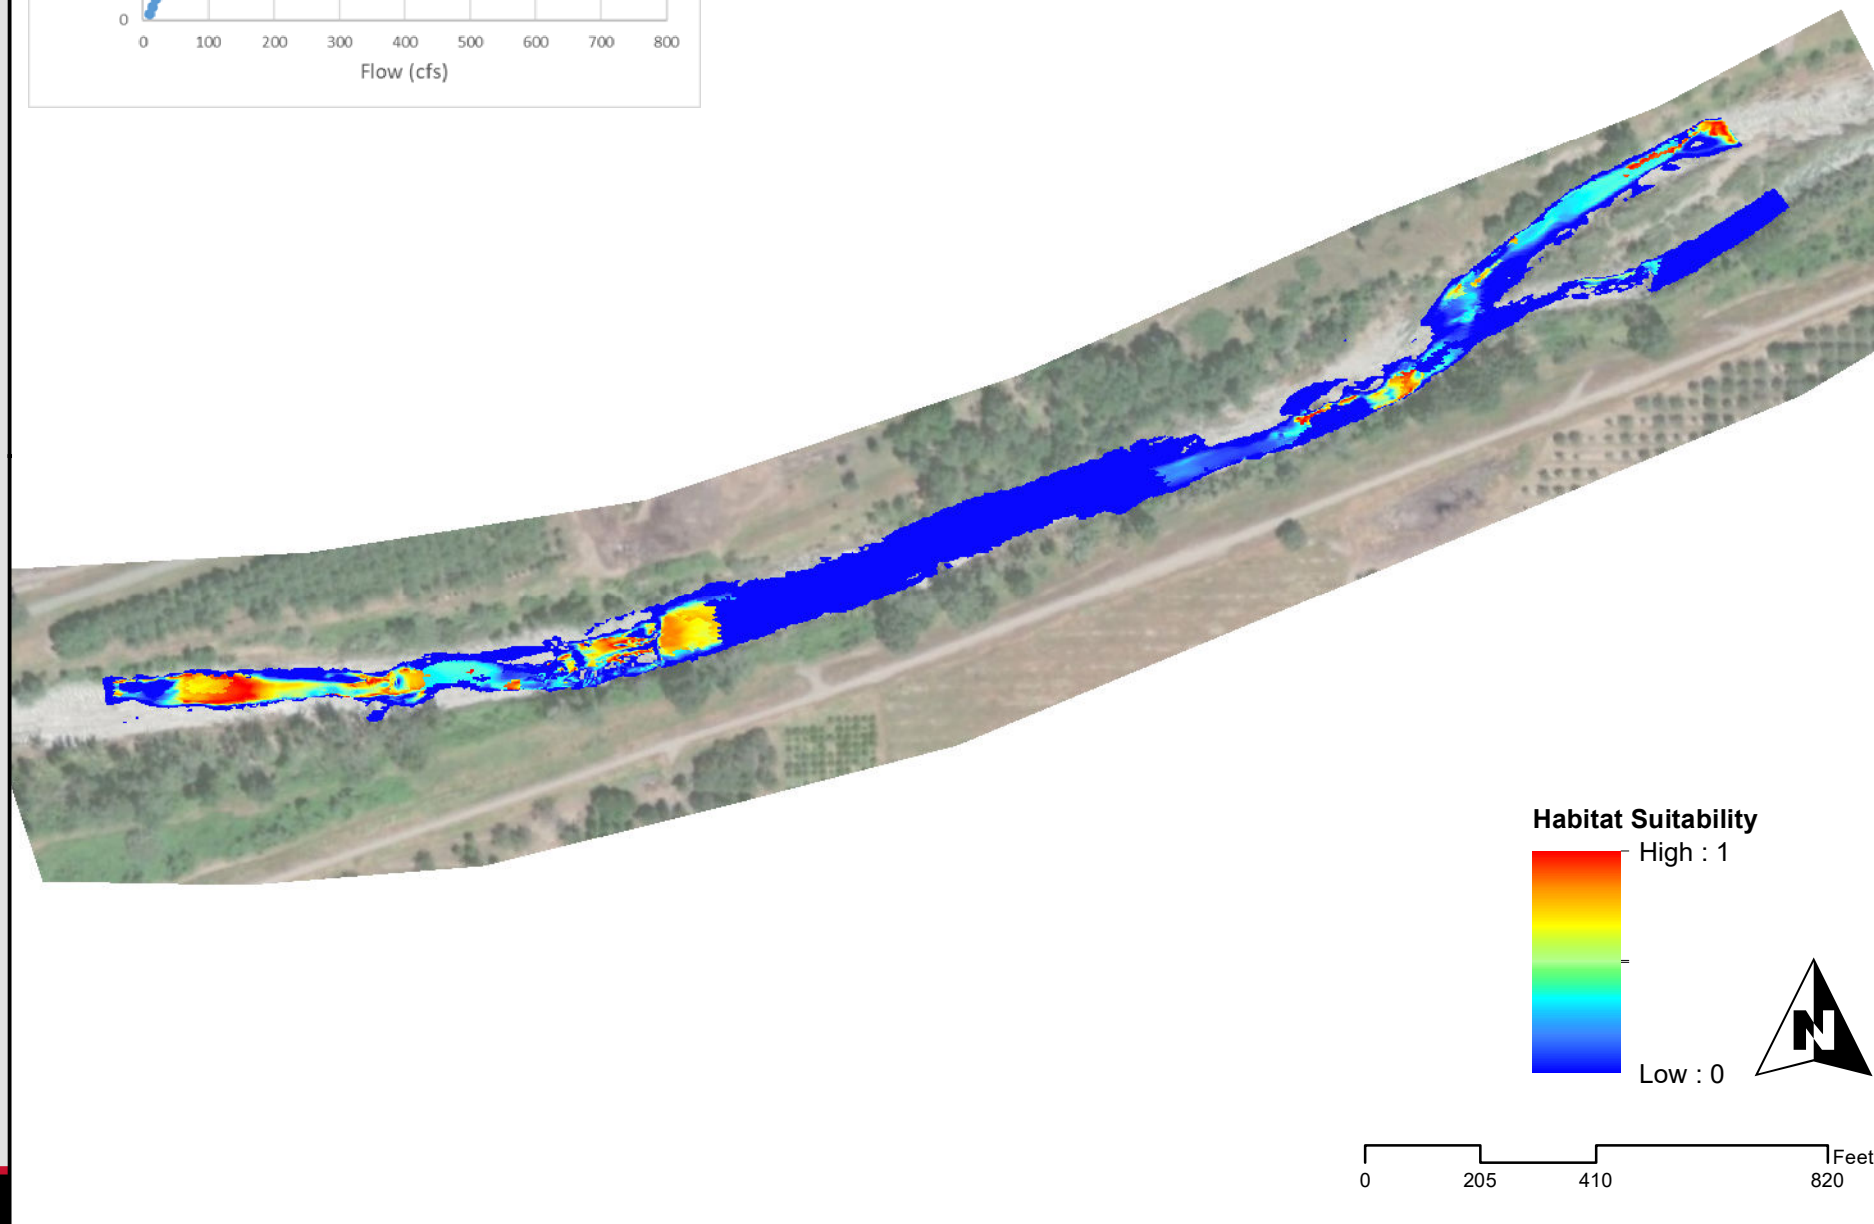 0
0 100 200 300 400 500 600 700 800
Flow (cfs)
Habitat Suitability
High : 1
Low : 0
N
Feet
0 205 410 820